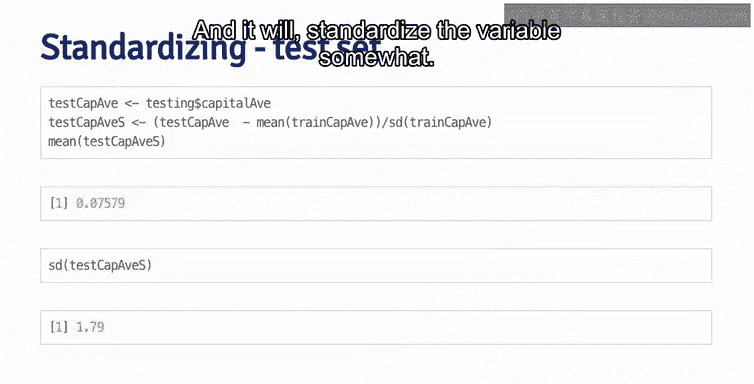 And it will, standardize the variable
somewhat.
Standardizing - test set
testCapAve <- testing$capitalAve
testCapAveS <- (testCapAve  - mean(trainCapAve))/sd(trainCapAve)
mean(testCapAveS)
[1] 0.07579
sd(testCapAveS)
[1] 1.79